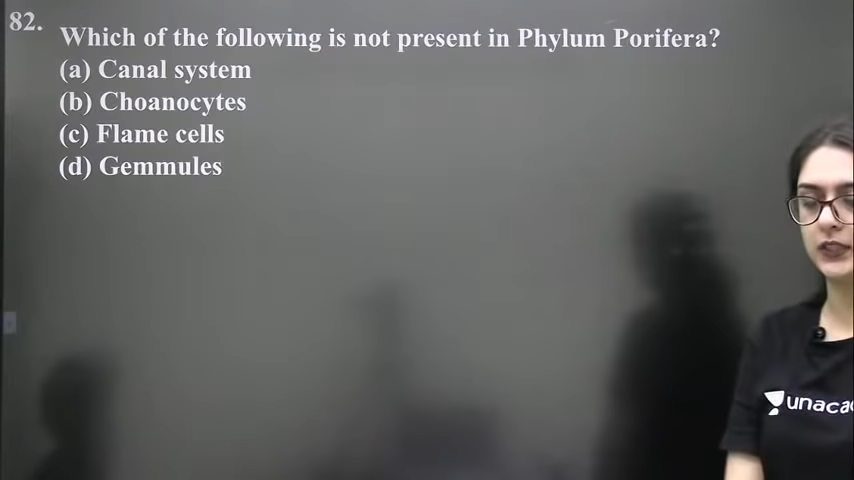 82.
Which of the following is not present in Phylum Porifera?
(a) Canal system
(b) Choanocytes
(c) Flame cells
(d) Gemmules
unaca